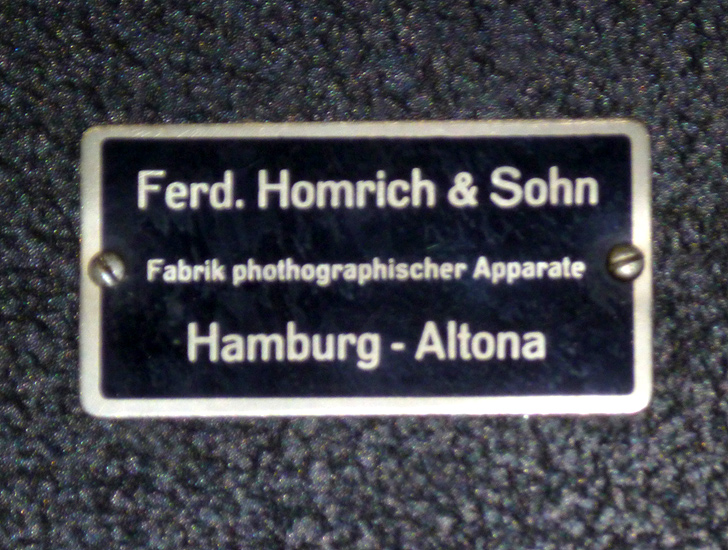 Ferd. Homrich & Sohn
Fabrik phothographischer Apparate
Hamburg - Altona